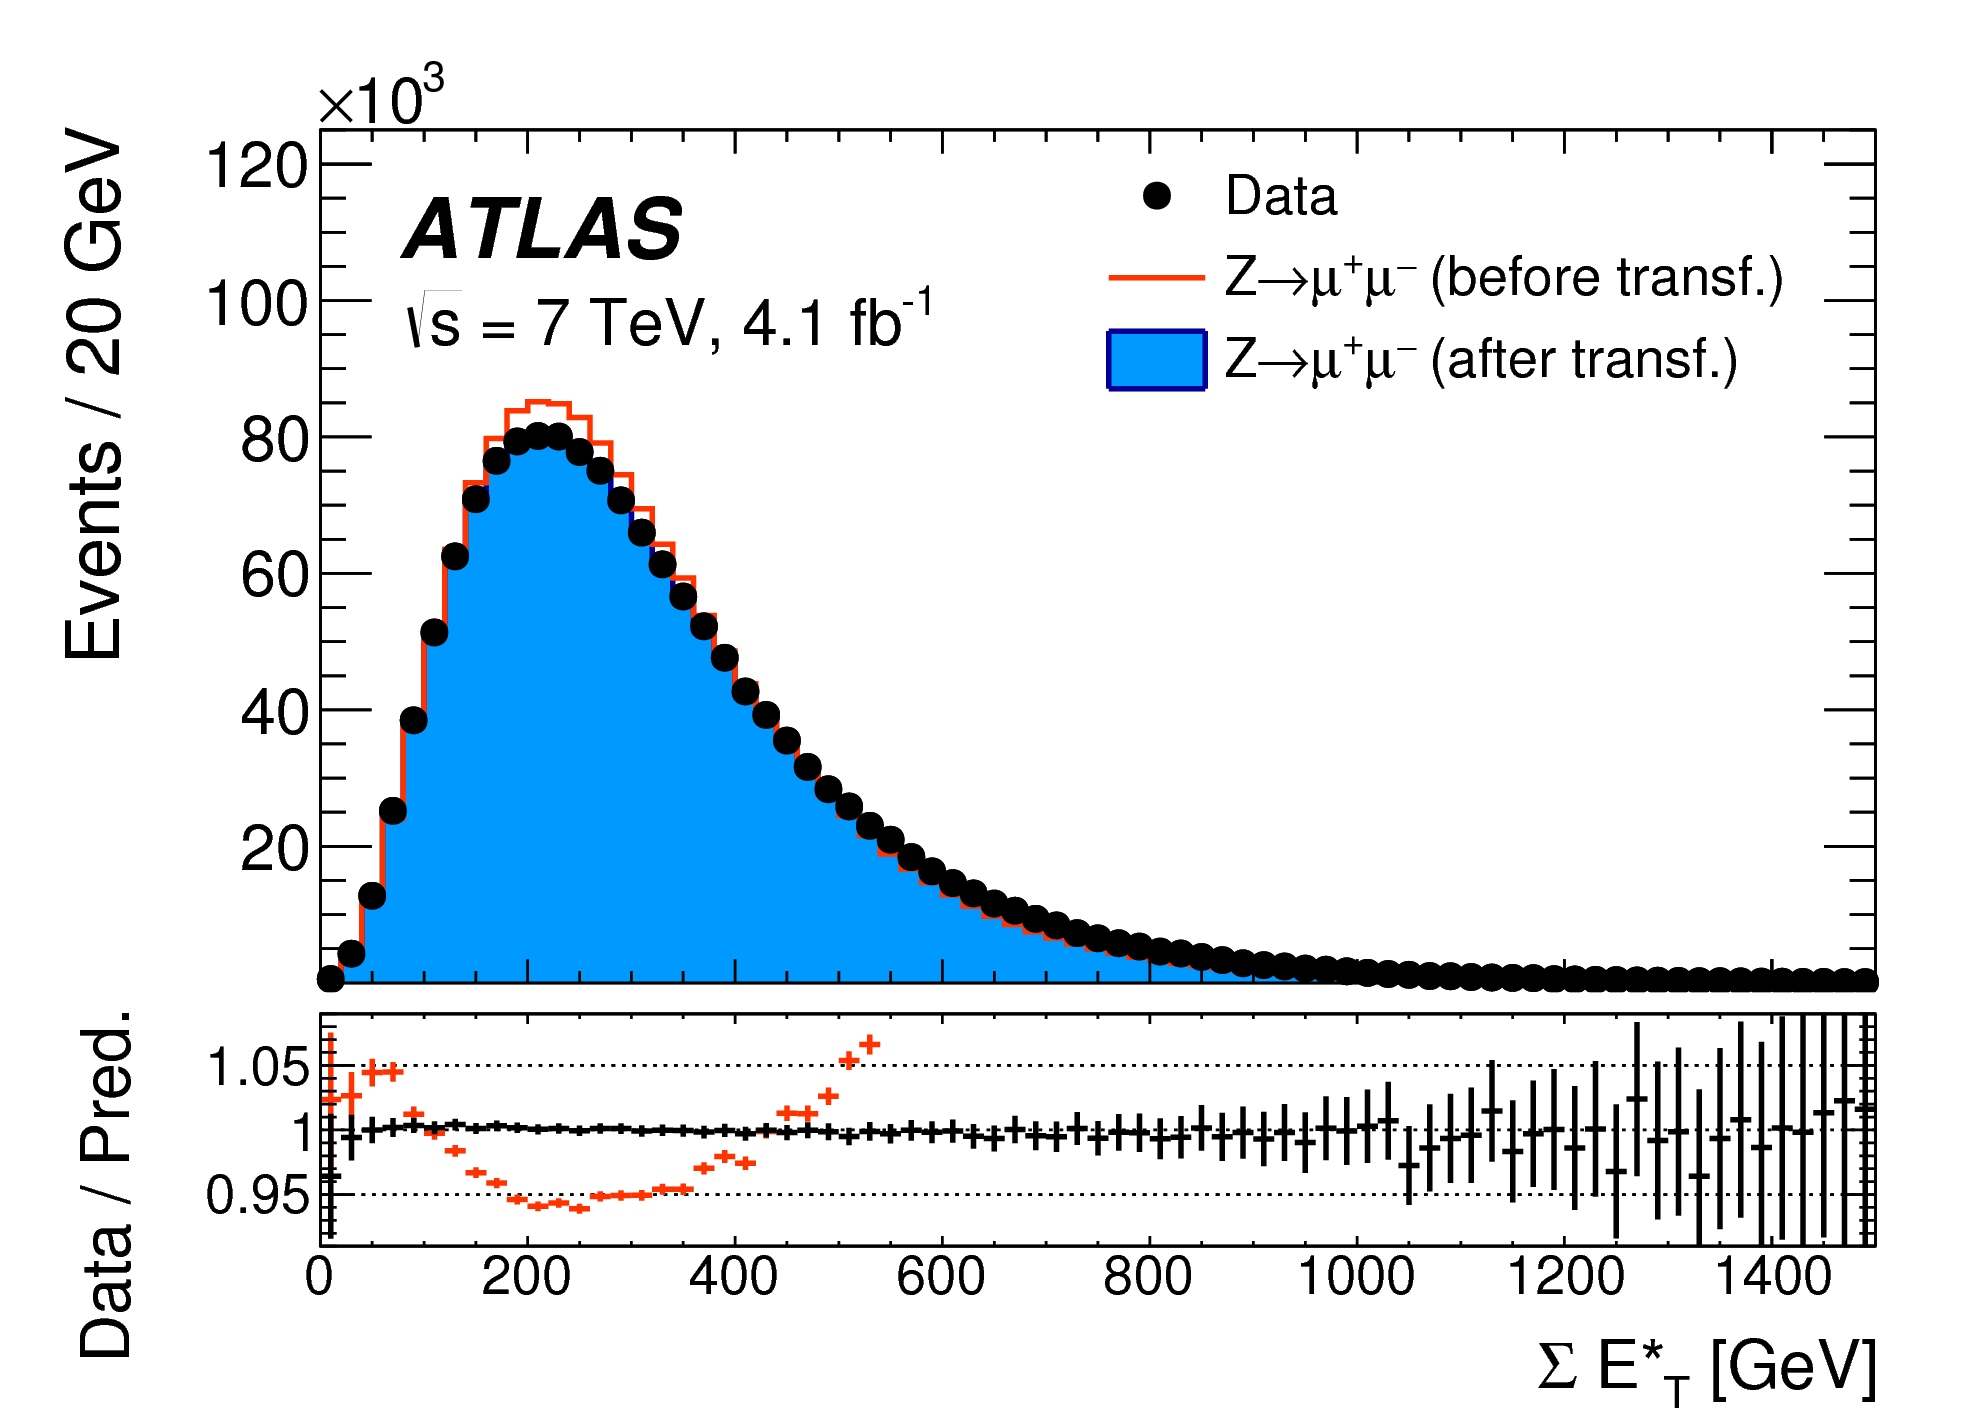 ×10³
Events / 20 GeV
120
100
80
60
40
20
ATLAS
√s = 7 TeV, 4.1 fb⁻¹
Data
Z→μ⁺μ⁻ (before transf.)
Z→μ⁺μ⁻ (after transf.)
Data / Pred.
1.05
1
0.95
0 200 400 600 800 1000 1200 1400
Σ E*_T [GeV]